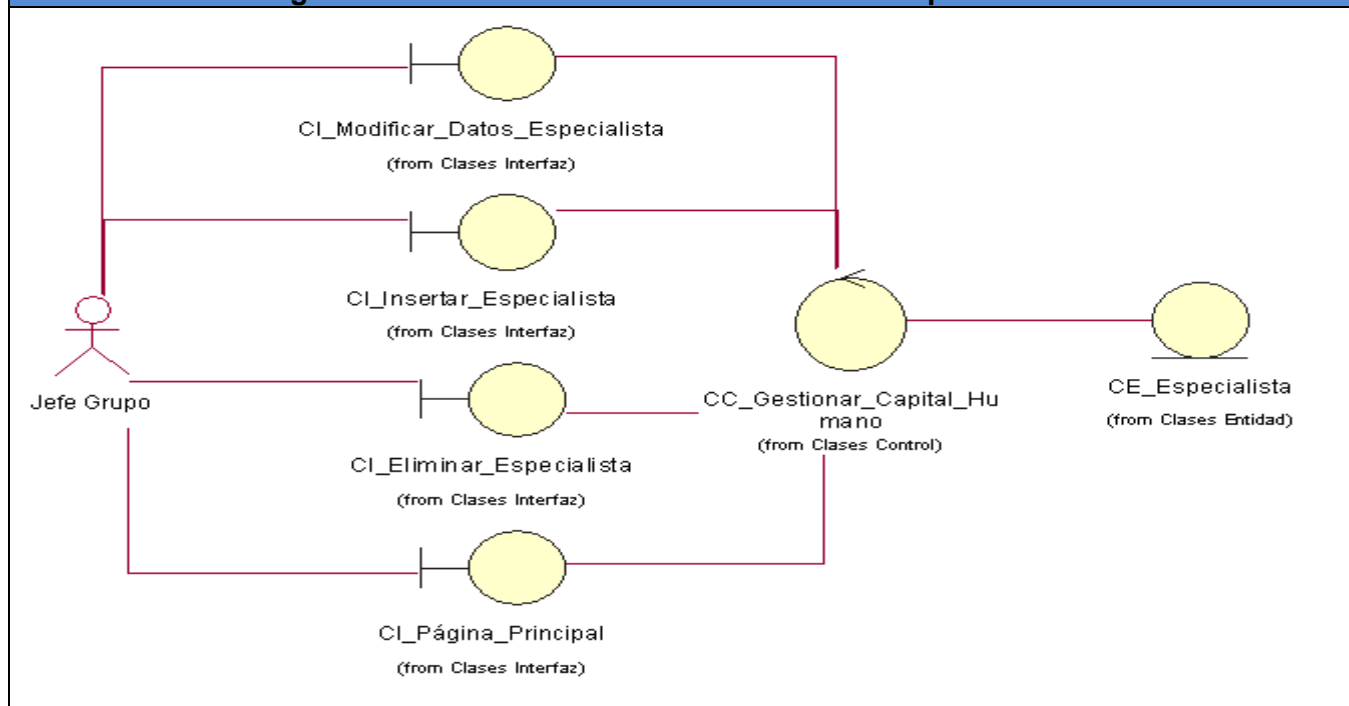 CI_Modificar_Datos_Especialista
(from Clases Interfaz)
CI_Insertar_Especialista
(from Clases Interfaz)
Jefe Grupo
CI_Eliminar_Especialista
(from Clases Interfaz)
CC_Gestionar_Capital_Hu
mano
(from Clases Control)
CE_Especialista
(from Clases Entidad)
CI_Página_Principal
(from Clases Interfaz)